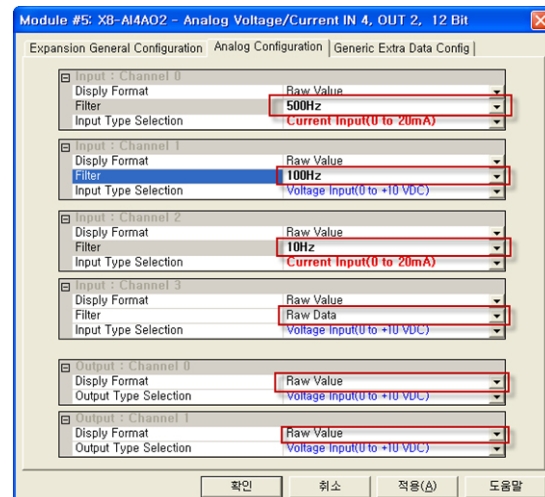 Module #5: X8-AI4AO2 - Analog Voltage/Current IN 4, OUT 2, 12 Bit
Expansion General Configuration Analog Configuration Generic Extra Data Config
Input : Channel 0
Disply Format Raw Value
Filter 500Hz
Input Type Selection Current Input(0 to 20mA)
Input : Channel 1
Disply Format Raw Value
Filter 100Hz
Input Type Selection Voltage Input(0 to +10 VDC)
Input : Channel 2
Disply Format Raw Value
Filter 10Hz
Input Type Selection Current Input(0 to 20mA)
Input : Channel 3
Disply Format Raw Value
Filter Raw Data
Input Type Selection Voltage Input(0 to +10 VDC)
Output : Channel 0
Disply Format Raw Value
Output Type Selection Voltage Input(0 to +10 VDC)
Output : Channel 1
Disply Format Raw Value
Output Type Selection Voltage Input(0 to +10 VDC)
확인 취소 적용(A) 도움말